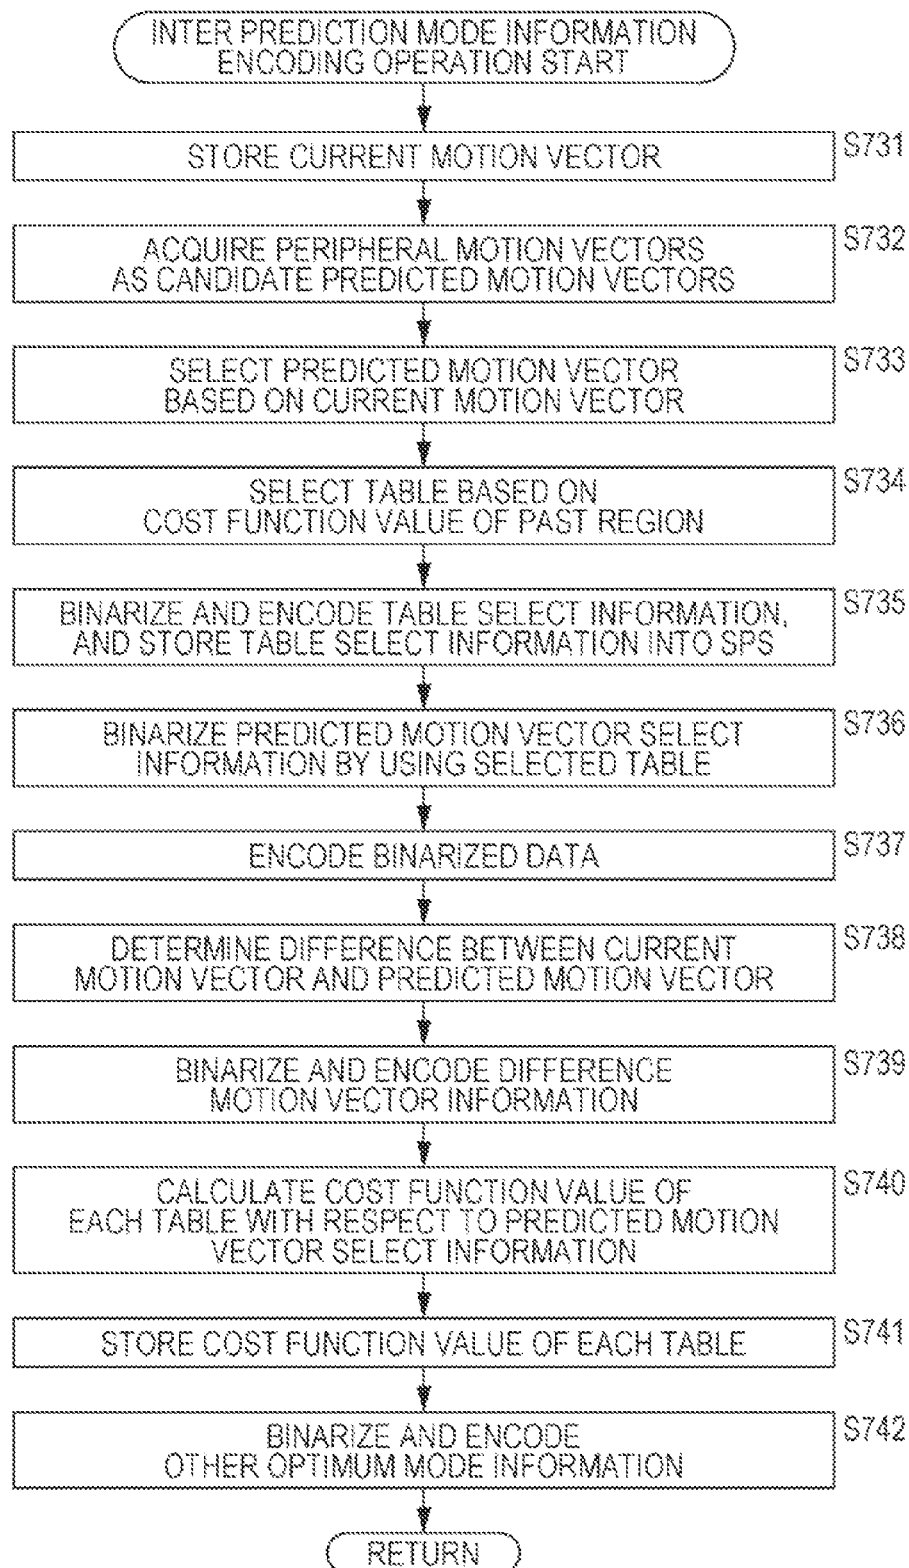 INTER PREDICTION MODE INFORMATION
ENCODING OPERATION START
STORE CURRENT MOTION VECTOR
S731
ACQUIRE PERIPHERAL MOTION VECTORS
AS CANDIDATE PREDICTED MOTION VECTORS
S732
SELECT PREDICTED MOTION VECTOR
BASED ON CURRENT MOTION VECTOR
S733
SELECT TABLE BASED ON
COST FUNCTION VALUE OF PAST REGION
S734
BINARIZE AND ENCODE TABLE SELECT INFORMATION,
AND STORE TABLE SELECT INFORMATION INTO SPS
S735
BINARIZE PREDICTED MOTION VECTOR SELECT
INFORMATION BY USING SELECTED TABLE
S736
ENCODE BINARIZED DATA
S737
DETERMINE DIFFERENCE BETWEEN CURRENT
MOTION VECTOR AND PREDICTED MOTION VECTOR
S738
BINARIZE AND ENCODE DIFFERENCE
MOTION VECTOR INFORMATION
S739
CALCULATE COST FUNCTION VALUE OF
EACH TABLE WITH RESPECT TO PREDICTED MOTION
VECTOR SELECT INFORMATION
S740
STORE COST FUNCTION VALUE OF EACH TABLE
S741
BINARIZE AND ENCODE
OTHER OPTIMUM MODE INFORMATION
S742
RETURN